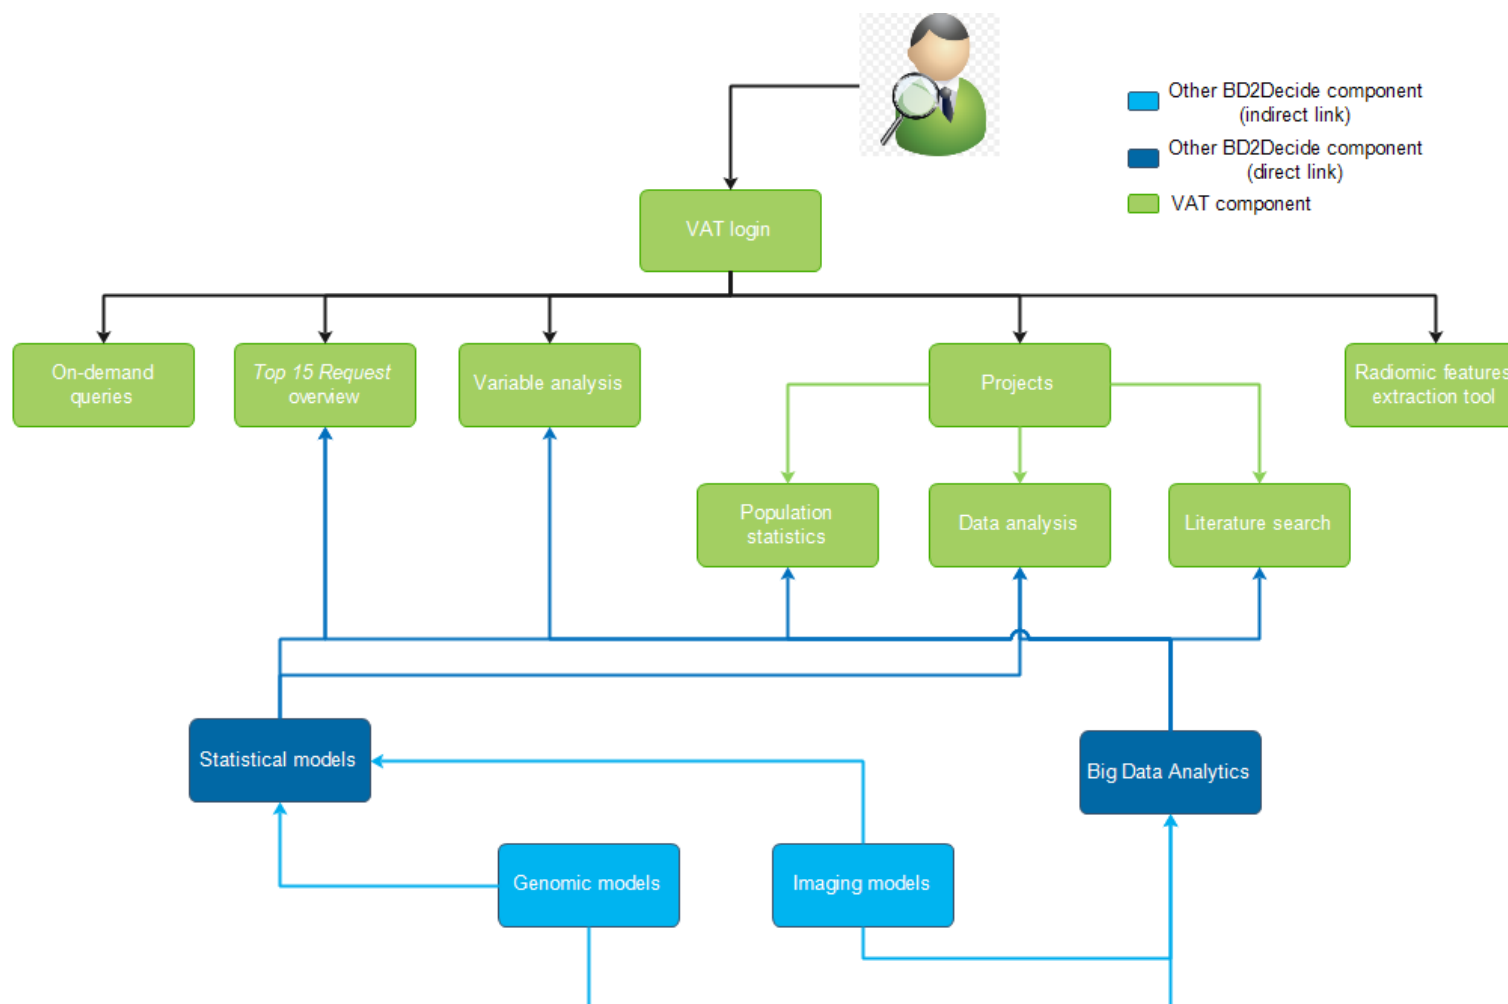 Other BD2Decide component
(indirect link)
Other BD2Decide component
(direct link)
VAT component
VAT login
On-demand
queries
Top 15 Request
overview
Variable analysis
Projects
Radiomic features
extraction tool
Population
statistics
Data analysis
Literature search
Statistical models
Big Data Analytics
Genomic models
Imaging models